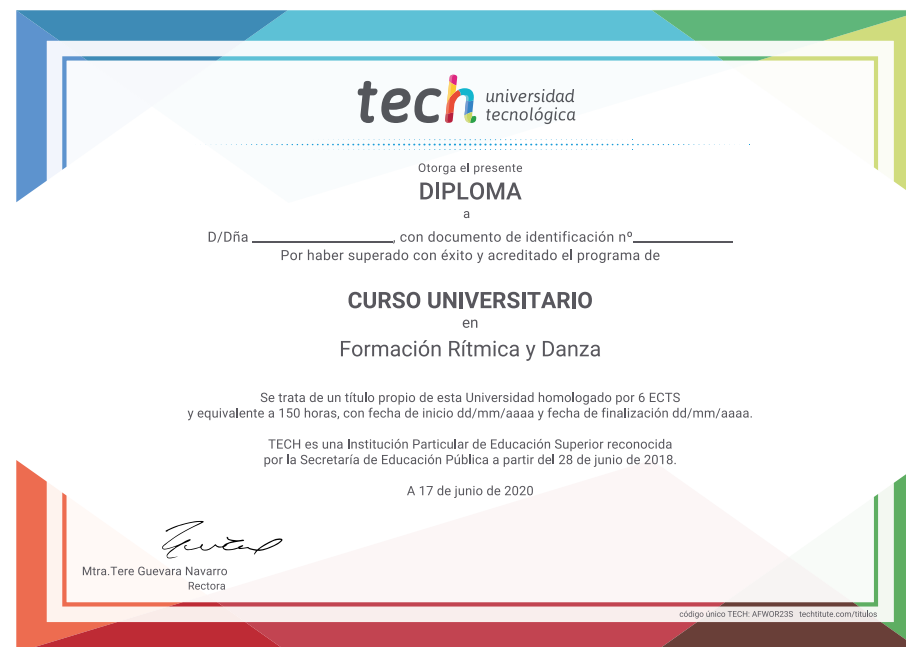 tech universidad
tecnológica
Otorga el presente
DIPLOMA
a
D/Dña ____________________, con documento de identificación nº______________
Por haber superado con éxito y acreditado el programa de
CURSO UNIVERSITARIO
en
Formación Rítmica y Danza
Se trata de un título propio de esta Universidad homologado por 6 ECTS
y equivalente a 150 horas, con fecha de inicio dd/mm/aaaa y fecha de finalización dd/mm/aaaa.
TECH es una Institución Particular de Educación Superior reconocida
por la Secretaría de Educación Pública a partir del 28 de junio de 2018.
A 17 de junio de 2020
Mtra.Tere Guevara Navarro
Rectora
código único TECH: AFWOR23S techtitute.com/titulos